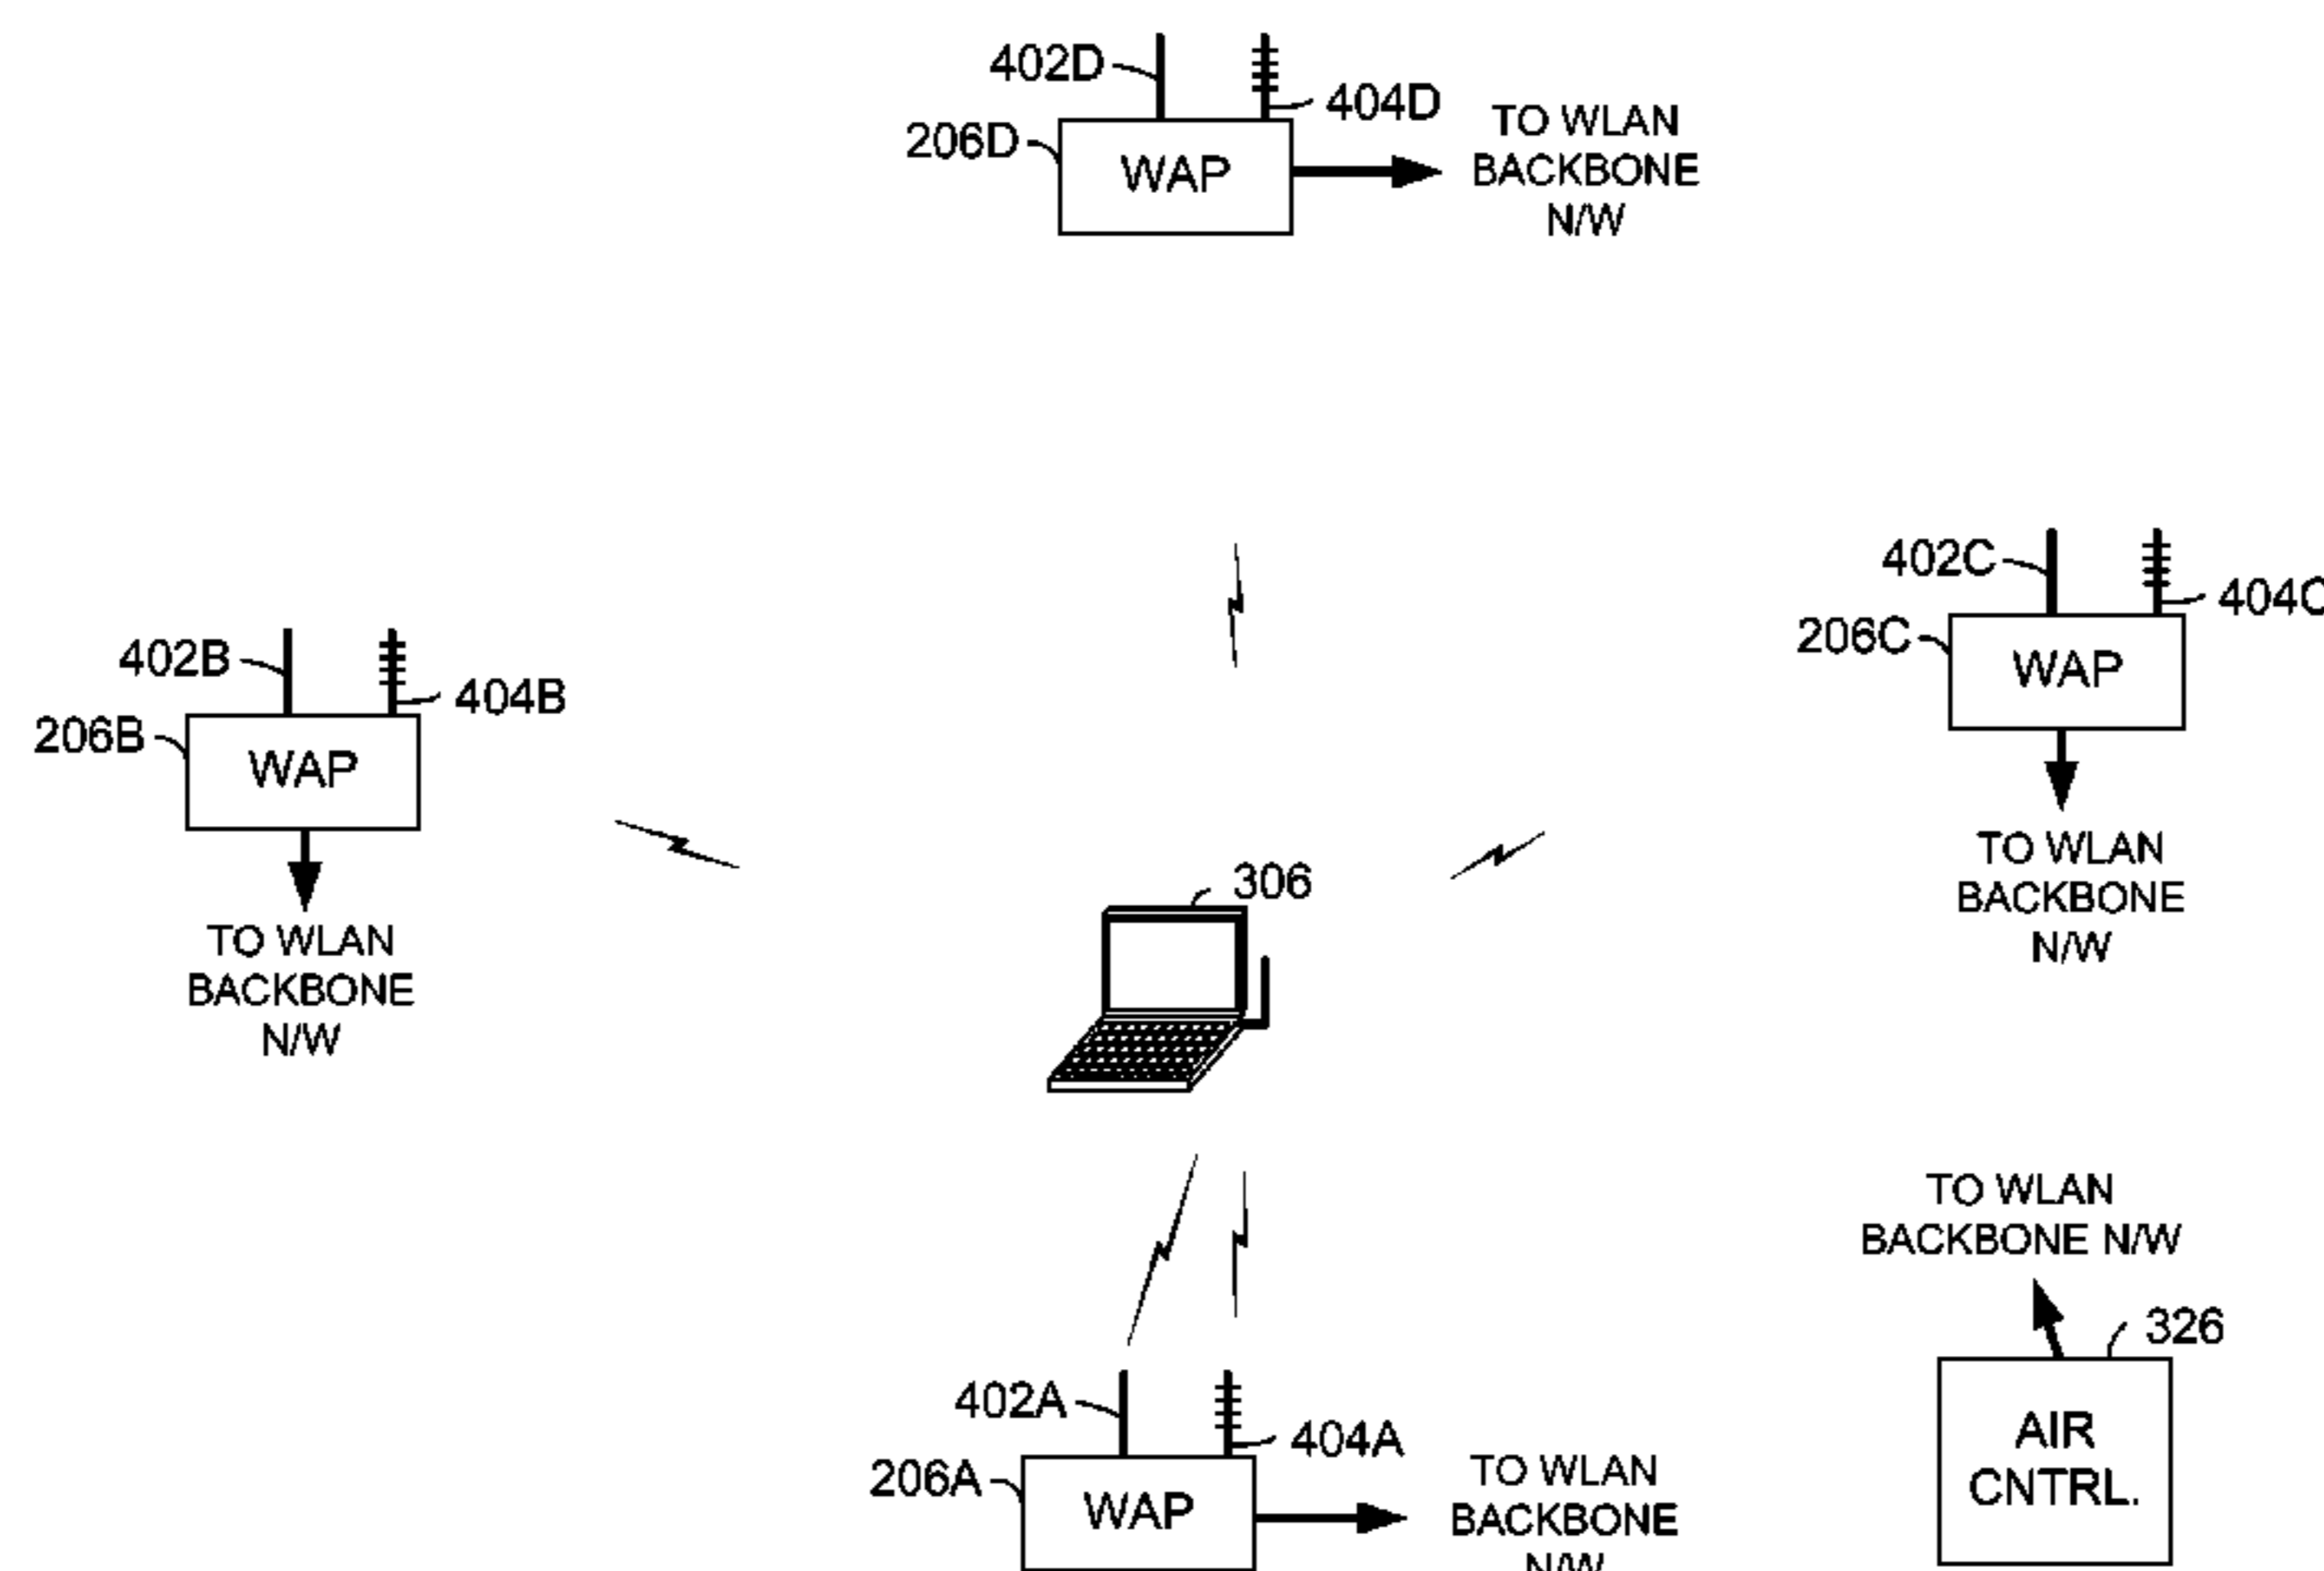 402D
404D
206D
WAP
TO WLAN
BACKBONE
N/W
402C
404C
206C
WAP
TO WLAN
BACKBONE
N/W
402B
404B
206B
WAP
TO WLAN
BACKBONE
N/W
306
TO WLAN
BACKBONE N/W
326
AIR
CNTRL.
402A
404A
206A
WAP
TO WLAN
BACKBONE
N/W